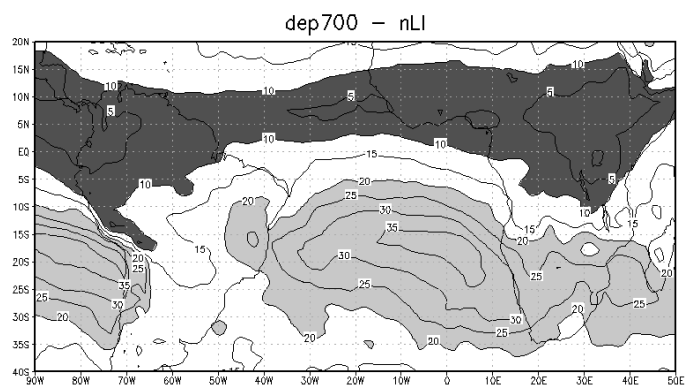 dep700 – nLI
20N
15N
10N
5N
EQ
5S
10S
15S
20S
25S
30S
35S
40S
90W 80W 70W 60W 50W 40W 30W 20W 10W 0 10E 20E 30E 40E 50E
10 10 10 10 10
5 5 5 5 5
10 10 10
15 15 15 15
20 20 20 20 20 20 20 20
25 25 25 25 25 25 25
30 30 30 30
35 35